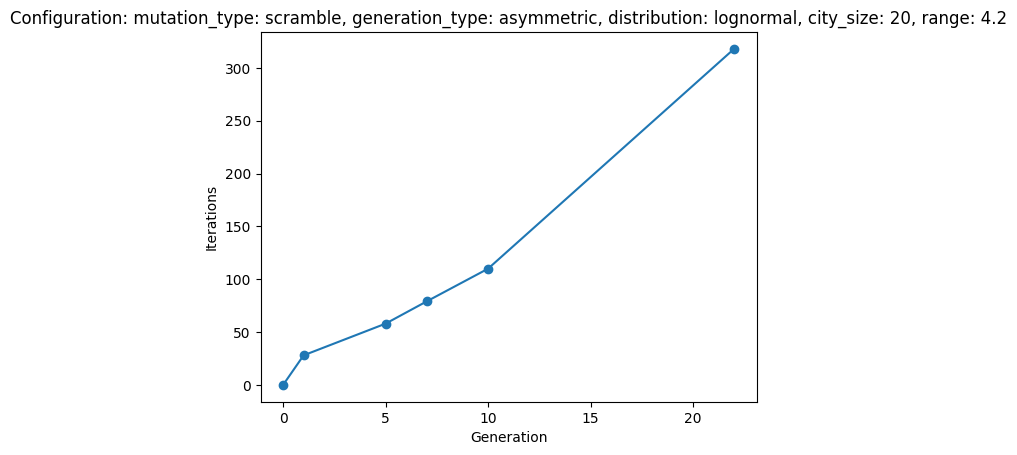 Configuration: mutation_type: scramble, generation_type: asymmetric, distribution: lognormal, city_size: 20, range: 4.2
300
250
200
150
100
50
0
Iterations
0 5 10 15 20
Generation